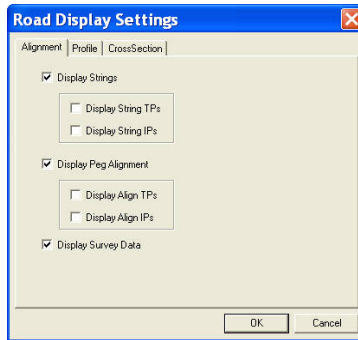 Road Display Settings
Alignment Profile CrossSection
Display Strings
Display String TPs
Display String IPs
Display Peg Alignment
Display Align TPs
Display Align IPs
Display Survey Data
OK Cancel